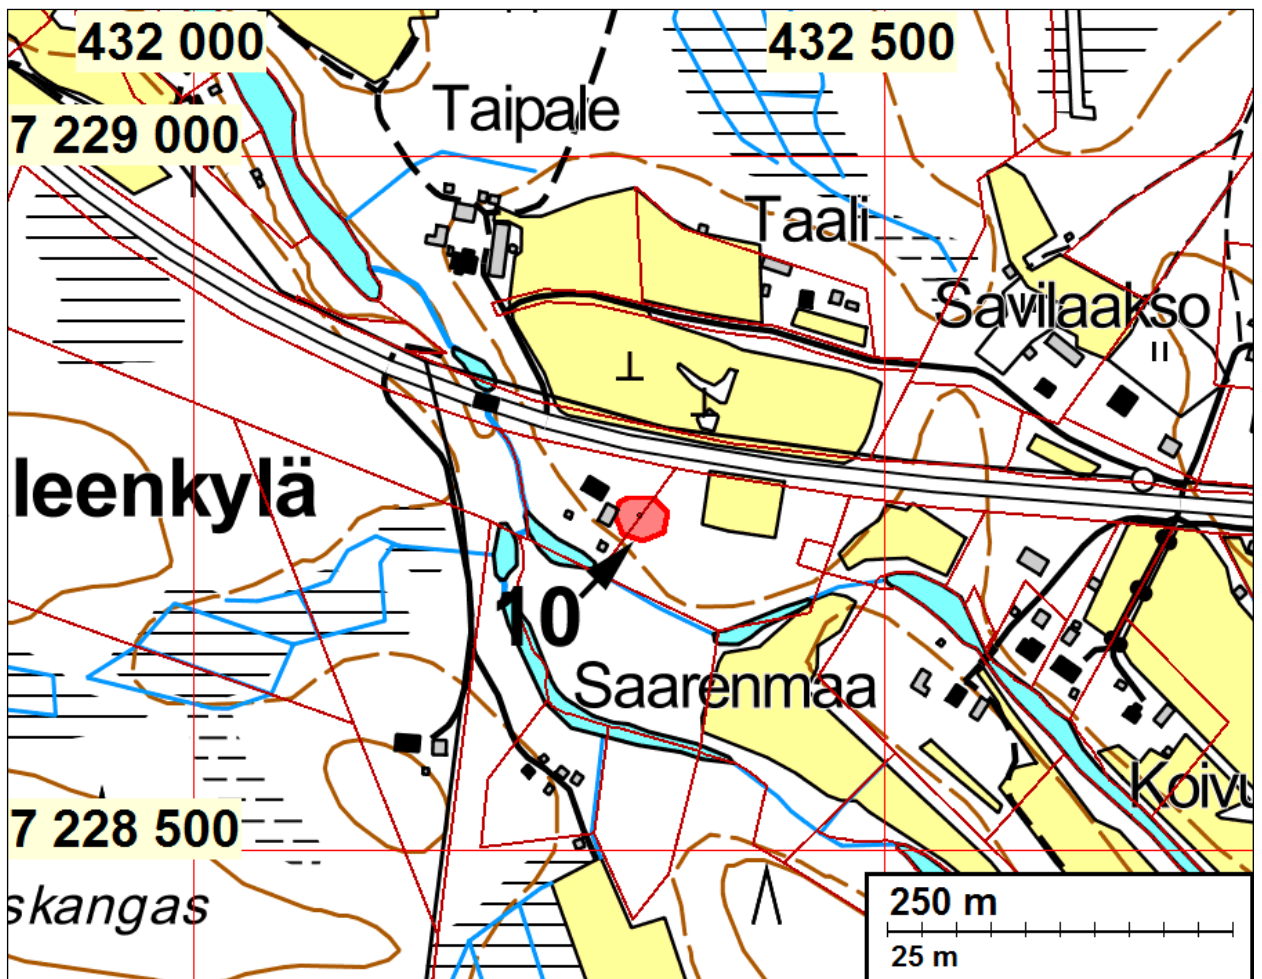 432 000
432 500
Taipale
7 229 000
Taali
Savilaakso
leenkylä
10
Saarenmaa
Koivu
7 228 500
skangas
250 m
25 m